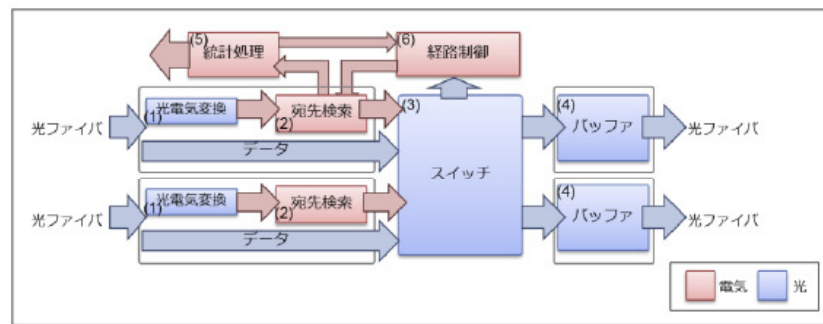 (5) 統計処理
(6) 経路制御
光ファイバ
(1) 光電気変換
(2) 宛先検索
(3)
スイッチ
(4) バッファ
光ファイバ
データ
光ファイバ
(1) 光電気変換
(2) 宛先検索
(4) バッファ
光ファイバ
データ
電気
光